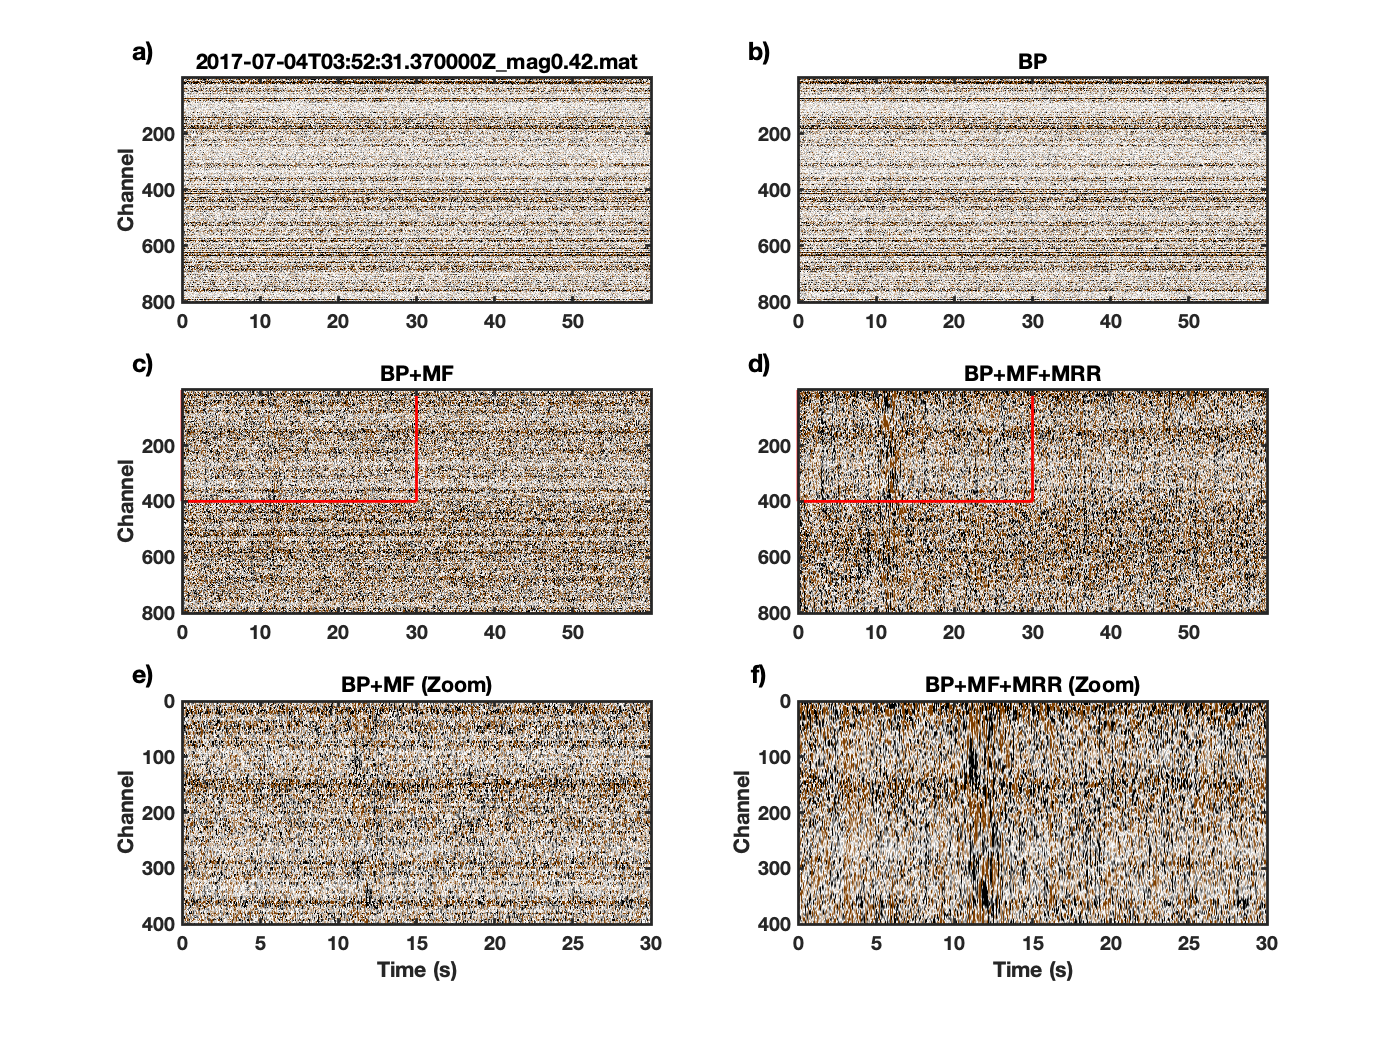 a)
2017-07-04T03:52:31.370000Z_mag0.42.mat
Channel
200
400
600
800
0 10 20 30 40 50
b)
BP
200
400
600
800
0 10 20 30 40 50
c)
BP+MF
Channel
200
400
600
800
0 10 20 30 40 50
d)
BP+MF+MRR
200
400
600
800
0 10 20 30 40 50
e)
BP+MF (Zoom)
Channel
0
100
200
300
400
0 5 10 15 20 25 30
Time (s)
f)
BP+MF+MRR (Zoom)
Channel
0
100
200
300
400
0 5 10 15 20 25 30
Time (s)